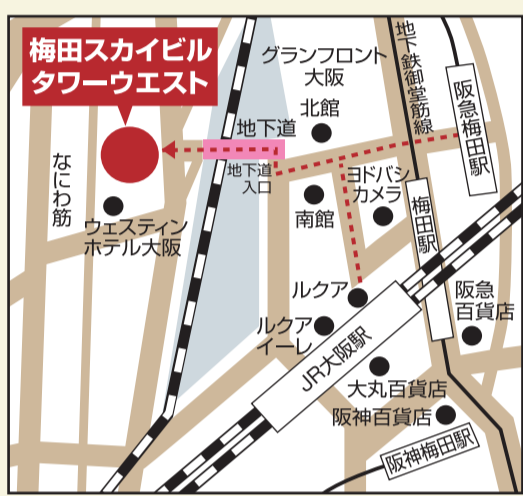 梅田スカイビル
タワーウエスト
グランフロント
大阪
北館
地下鉄御堂筋線
阪急梅田駅
地下道
地下道
入口
なにわ筋
ウェスティン
ホテル大阪
南館
ヨドバシ
カメラ
梅田駅
ルクア
ルクア
イーレ
JR大阪駅
阪急
百貨店
大丸百貨店
阪神百貨店
阪神梅田駅